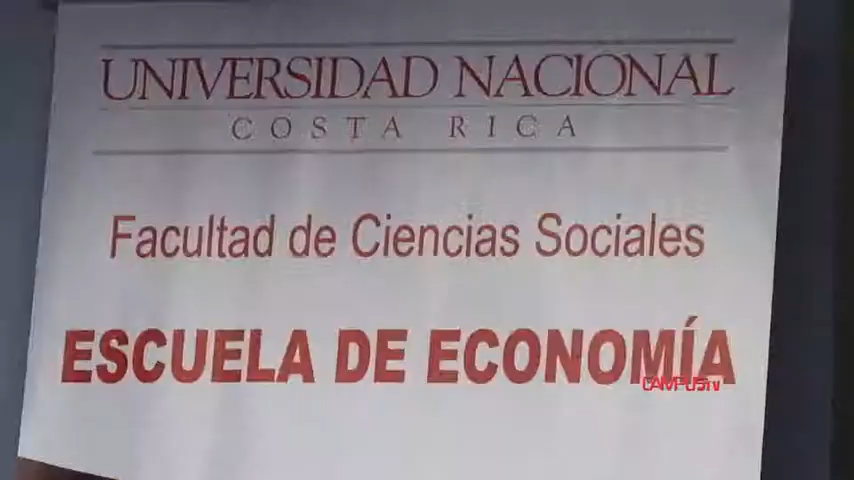 UNIVERSIDAD NACIONAL
COSTA RICA
Facultad de Ciencias Sociales
ESCUELA DE ECONOMÍA
CAMPUStv